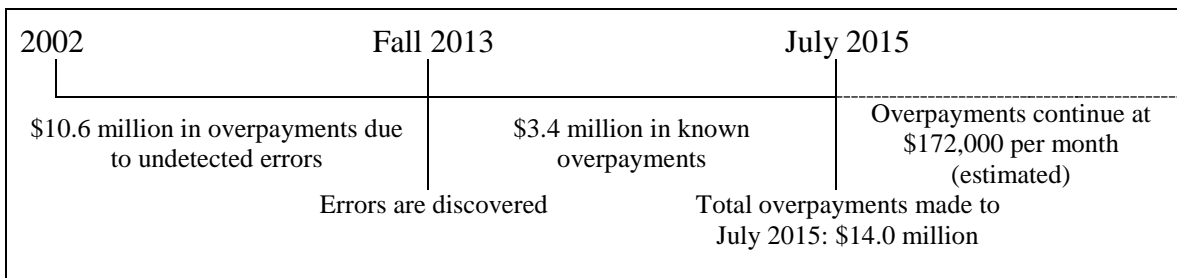 2002
Fall 2013
July 2015
$10.6 million in overpayments due
to undetected errors
$3.4 million in known
overpayments
Overpayments continue at
$172,000 per month
(estimated)
Errors are discovered
Total overpayments made to
July 2015: $14.0 million